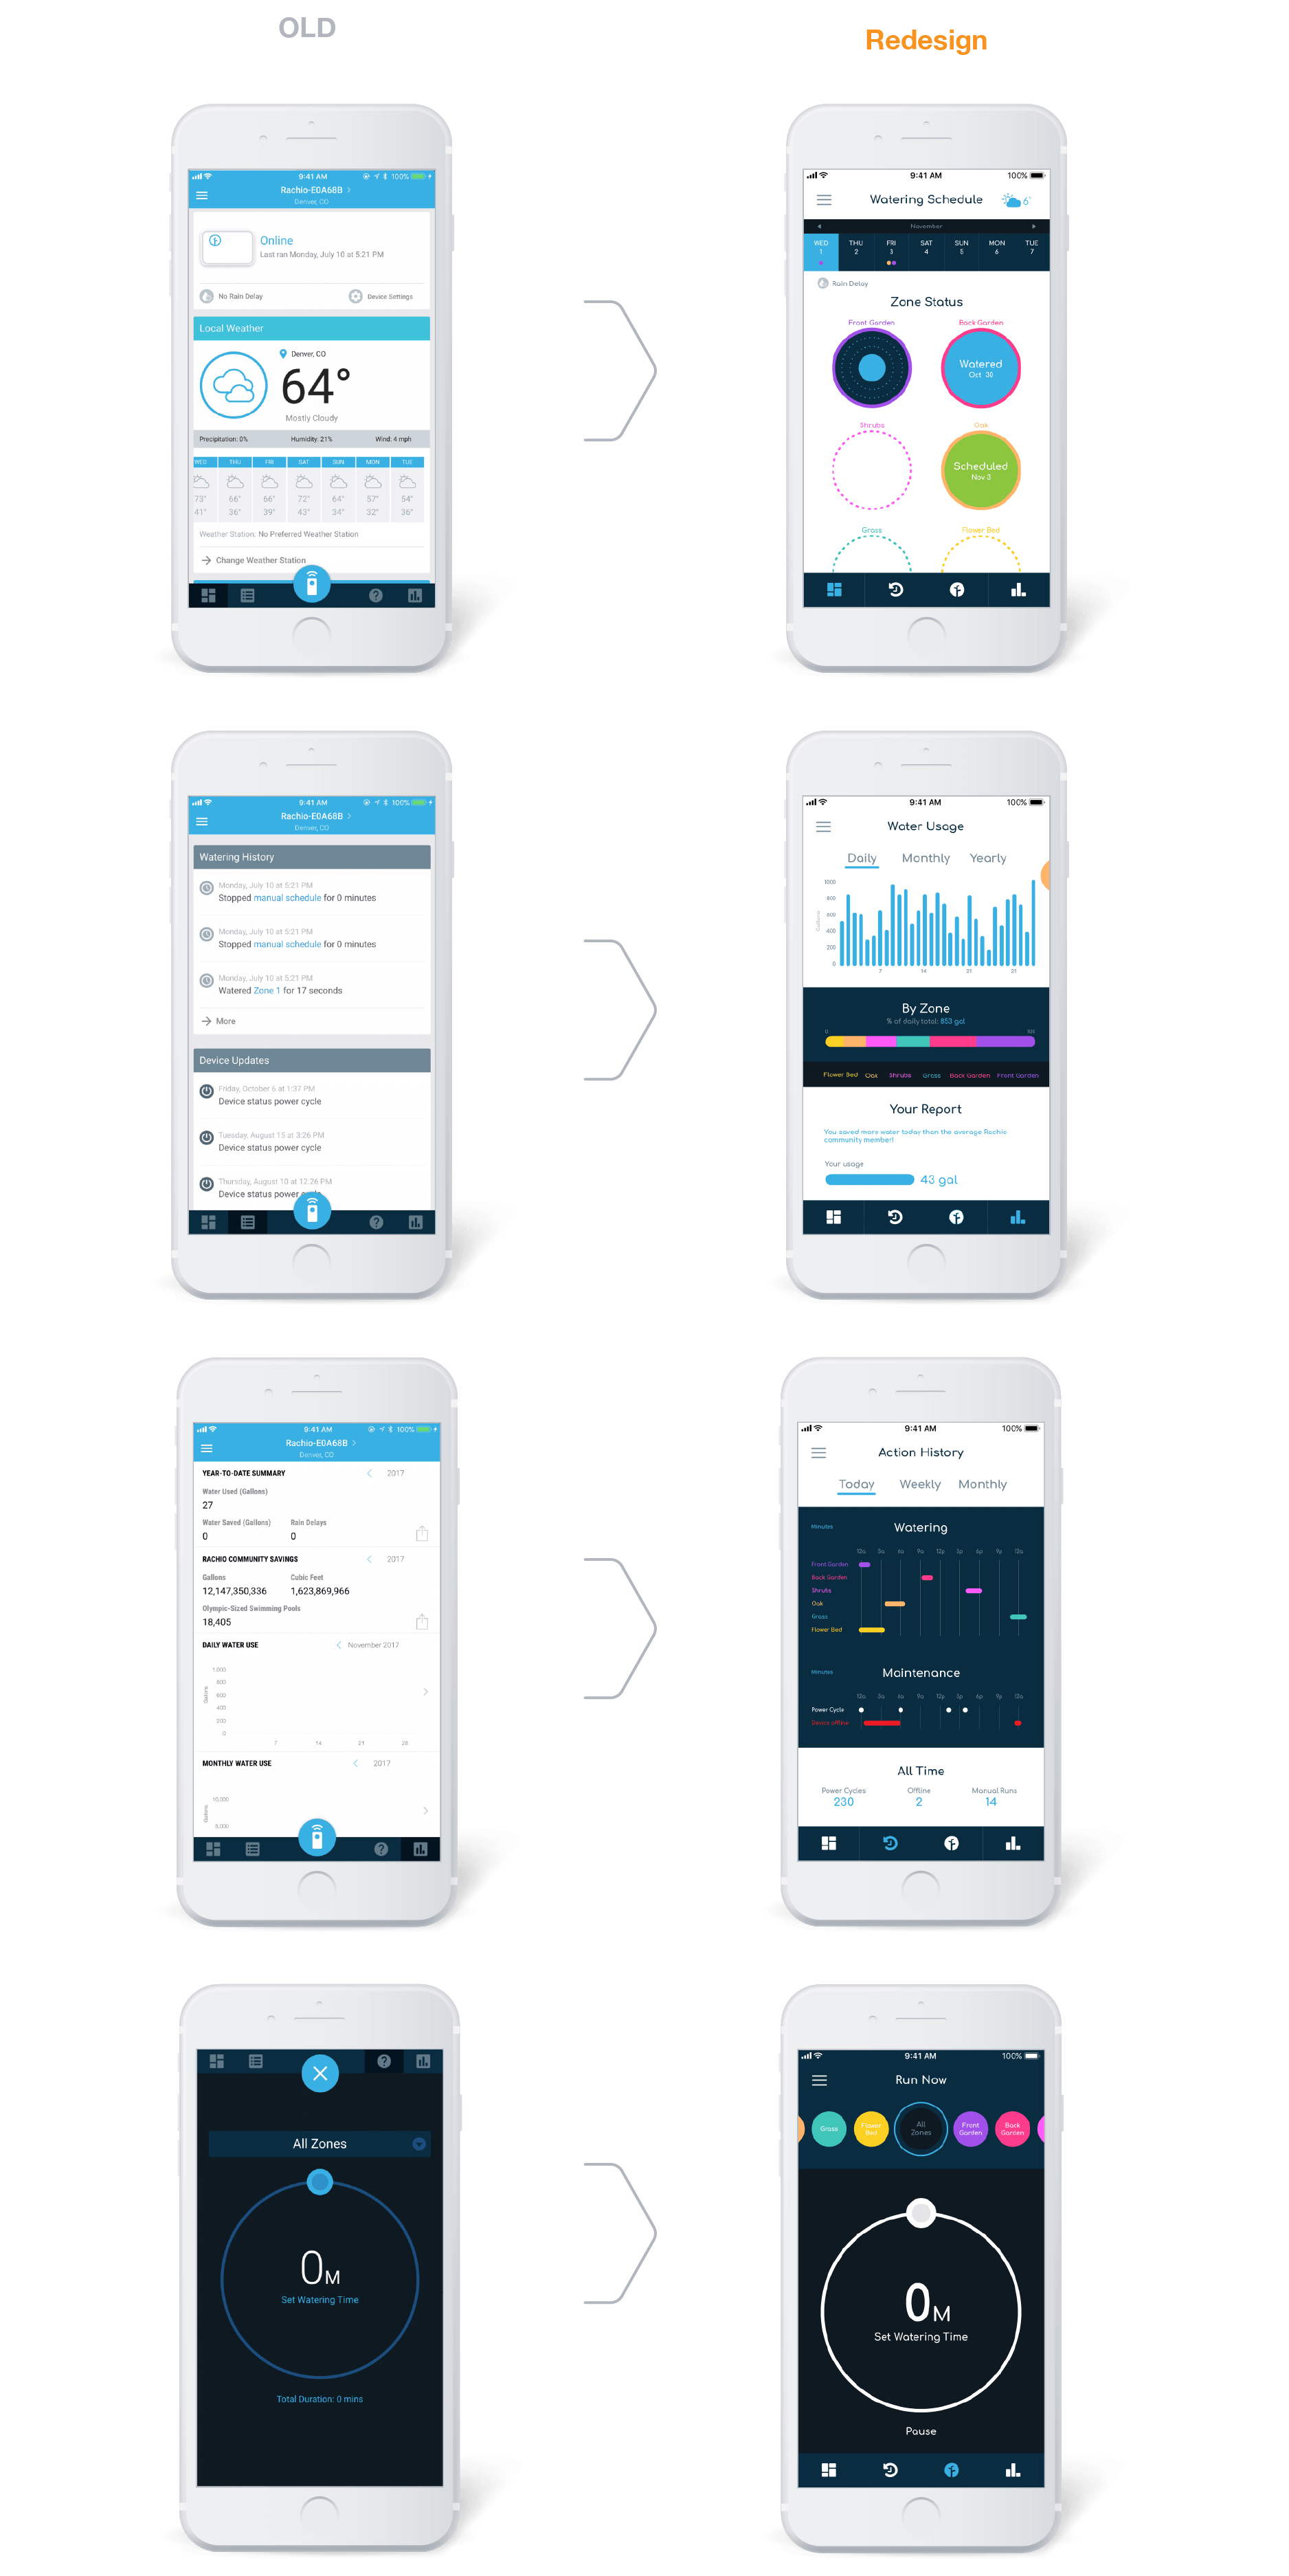 OLD
Redesign
9:41 AM 100%
Rachio-E0A68B
Denver, CO
Online
Last ran Monday, July 10 at 5:21 PM
No Rain Delay Device Settings
Local Weather
Denver, CO
64°
Mostly Cloudy
Precipitation: 0% Humidity: 21% Wind: 4 mph
WED THU FRI SAT SUN MON TUE
73° 66° 66° 72° 64° 57° 54°
41° 36° 39° 43° 34° 32° 36°
Weather Station: No Preferred Weather Station
Change Weather Station
9:41 AM 100%
Watering Schedule 6°
November
WED THU FRI SAT SUN MON TUE
1 2 3 4 5 6 7
Rain Delay
Zone Status
Front Garden Back Garden
Watered
Oct 30
Shrubs Oak
Scheduled
Nov 3
Grass Flower Bed
9:41 AM 100%
Rachio-E0A68B
Denver, CO
Watering History
Monday, July 10 at 5:21 PM
Stopped manual schedule for 0 minutes
Monday, July 10 at 5:21 PM
Stopped manual schedule for 0 minutes
Monday, July 10 at 5:21 PM
Watered Zone 1 for 17 seconds
More
Device Updates
Friday, October 6 at 1:37 PM
Device status power cycle
Tuesday, August 15 at 3:26 PM
Device status power cycle
Thursday, August 10 at 12:26 PM
Device status power
9:41 AM 100%
Water Usage
Daily Monthly Yearly
1000
800
600
400
200
0
Gallons
7 14 21 21
By Zone
% of daily total: 853 gal
0 100
Flower Bed Oak Shrubs Grass Back Garden Front Garden
Your Report
You saved more water today than the average Rachio
community member!
Your usage
43 gal
9:41 AM 100%
Rachio-E0A68B
Denver, CO
YEAR-TO-DATE SUMMARY 2017
Water Used (Gallons)
27
Water Saved (Gallons) Rain Delays
0 0
RACHIO COMMUNITY SAVINGS 2017
Gallons Cubic Feet
12,147,350,336 1,623,869,966
Olympic-Sized Swimming Pools
18,405
DAILY WATER USE November 2017
1,000
800
600
400
200
0
Gallons
7 14 21 28
MONTHLY WATER USE 2017
10,000
5,000
Gallons
9:41 AM 100%
Action History
Today Weekly Monthly
Minutes Watering
12a 3a 6a 9a 12p 3p 6p 9p 12a
Front Garden
Back Garden
Shrubs
Oak
Grass
Flower Bed
Minutes Maintenance
12a 3a 6a 9a 12p 3p 6p 9p 12a
Power Cycle
Device offline
All Time
Power Cycles Offline Manual Runs
230 2 14
All Zones
0M
Set Watering Time
Total Duration: 0 mins
9:41 AM 100%
Run Now
Grass Flower Bed All Zones Front Garden Back Garden
0M
Set Watering Time
Pause